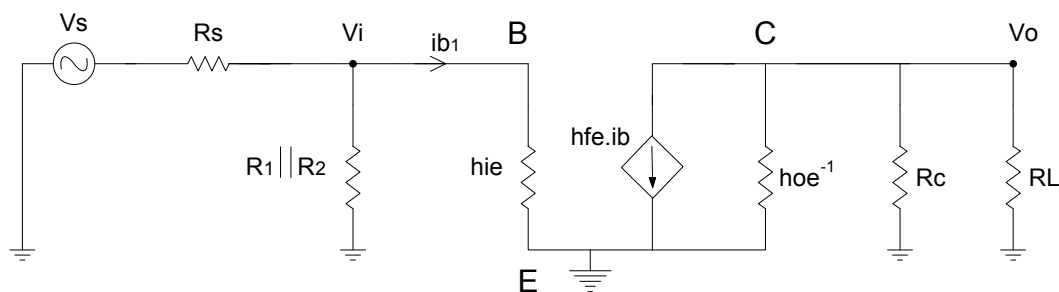 Vs
Rs
Vi
ib1
B
C
Vo
R1 || R2
hie
hfe.ib
hoe⁻¹
Rc
RL
E